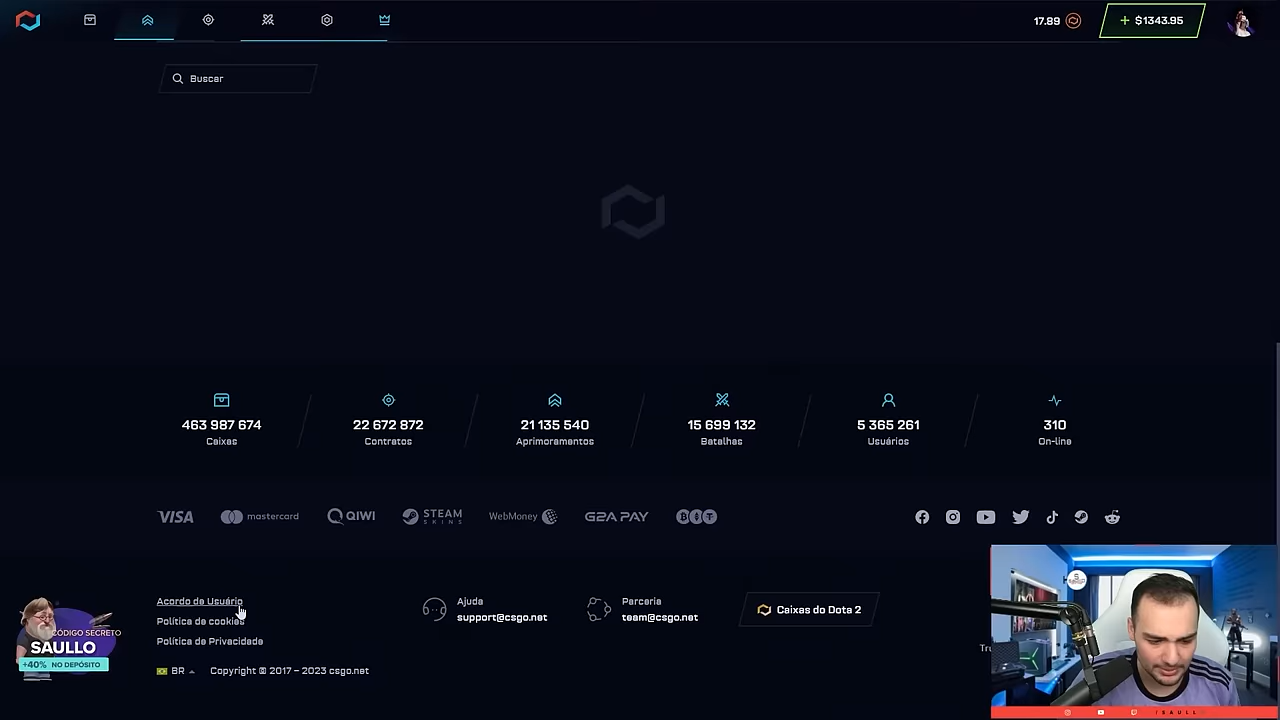 17.89
+ $1343.95
Buscar
463 987 674
Caixas
22 672 872
Contratos
21 135 540
Aprimoramentos
15 699 132
Batalhas
5 365 261
Usuários
310
On-line
VISA
mastercard
QIWI
STEAM SKINS
WebMoney
G2A PAY
Acordo de Usuário
Política de cookies
Política de Privacidade
BR
Copyright © 2017 – 2023 csgo.net
Ajuda
support@csgo.net
Parceria
team@csgo.net
Caixas do Dota 2
CÓDIGO SECRETO
SAULLO
+40% NO DEPÓSITO